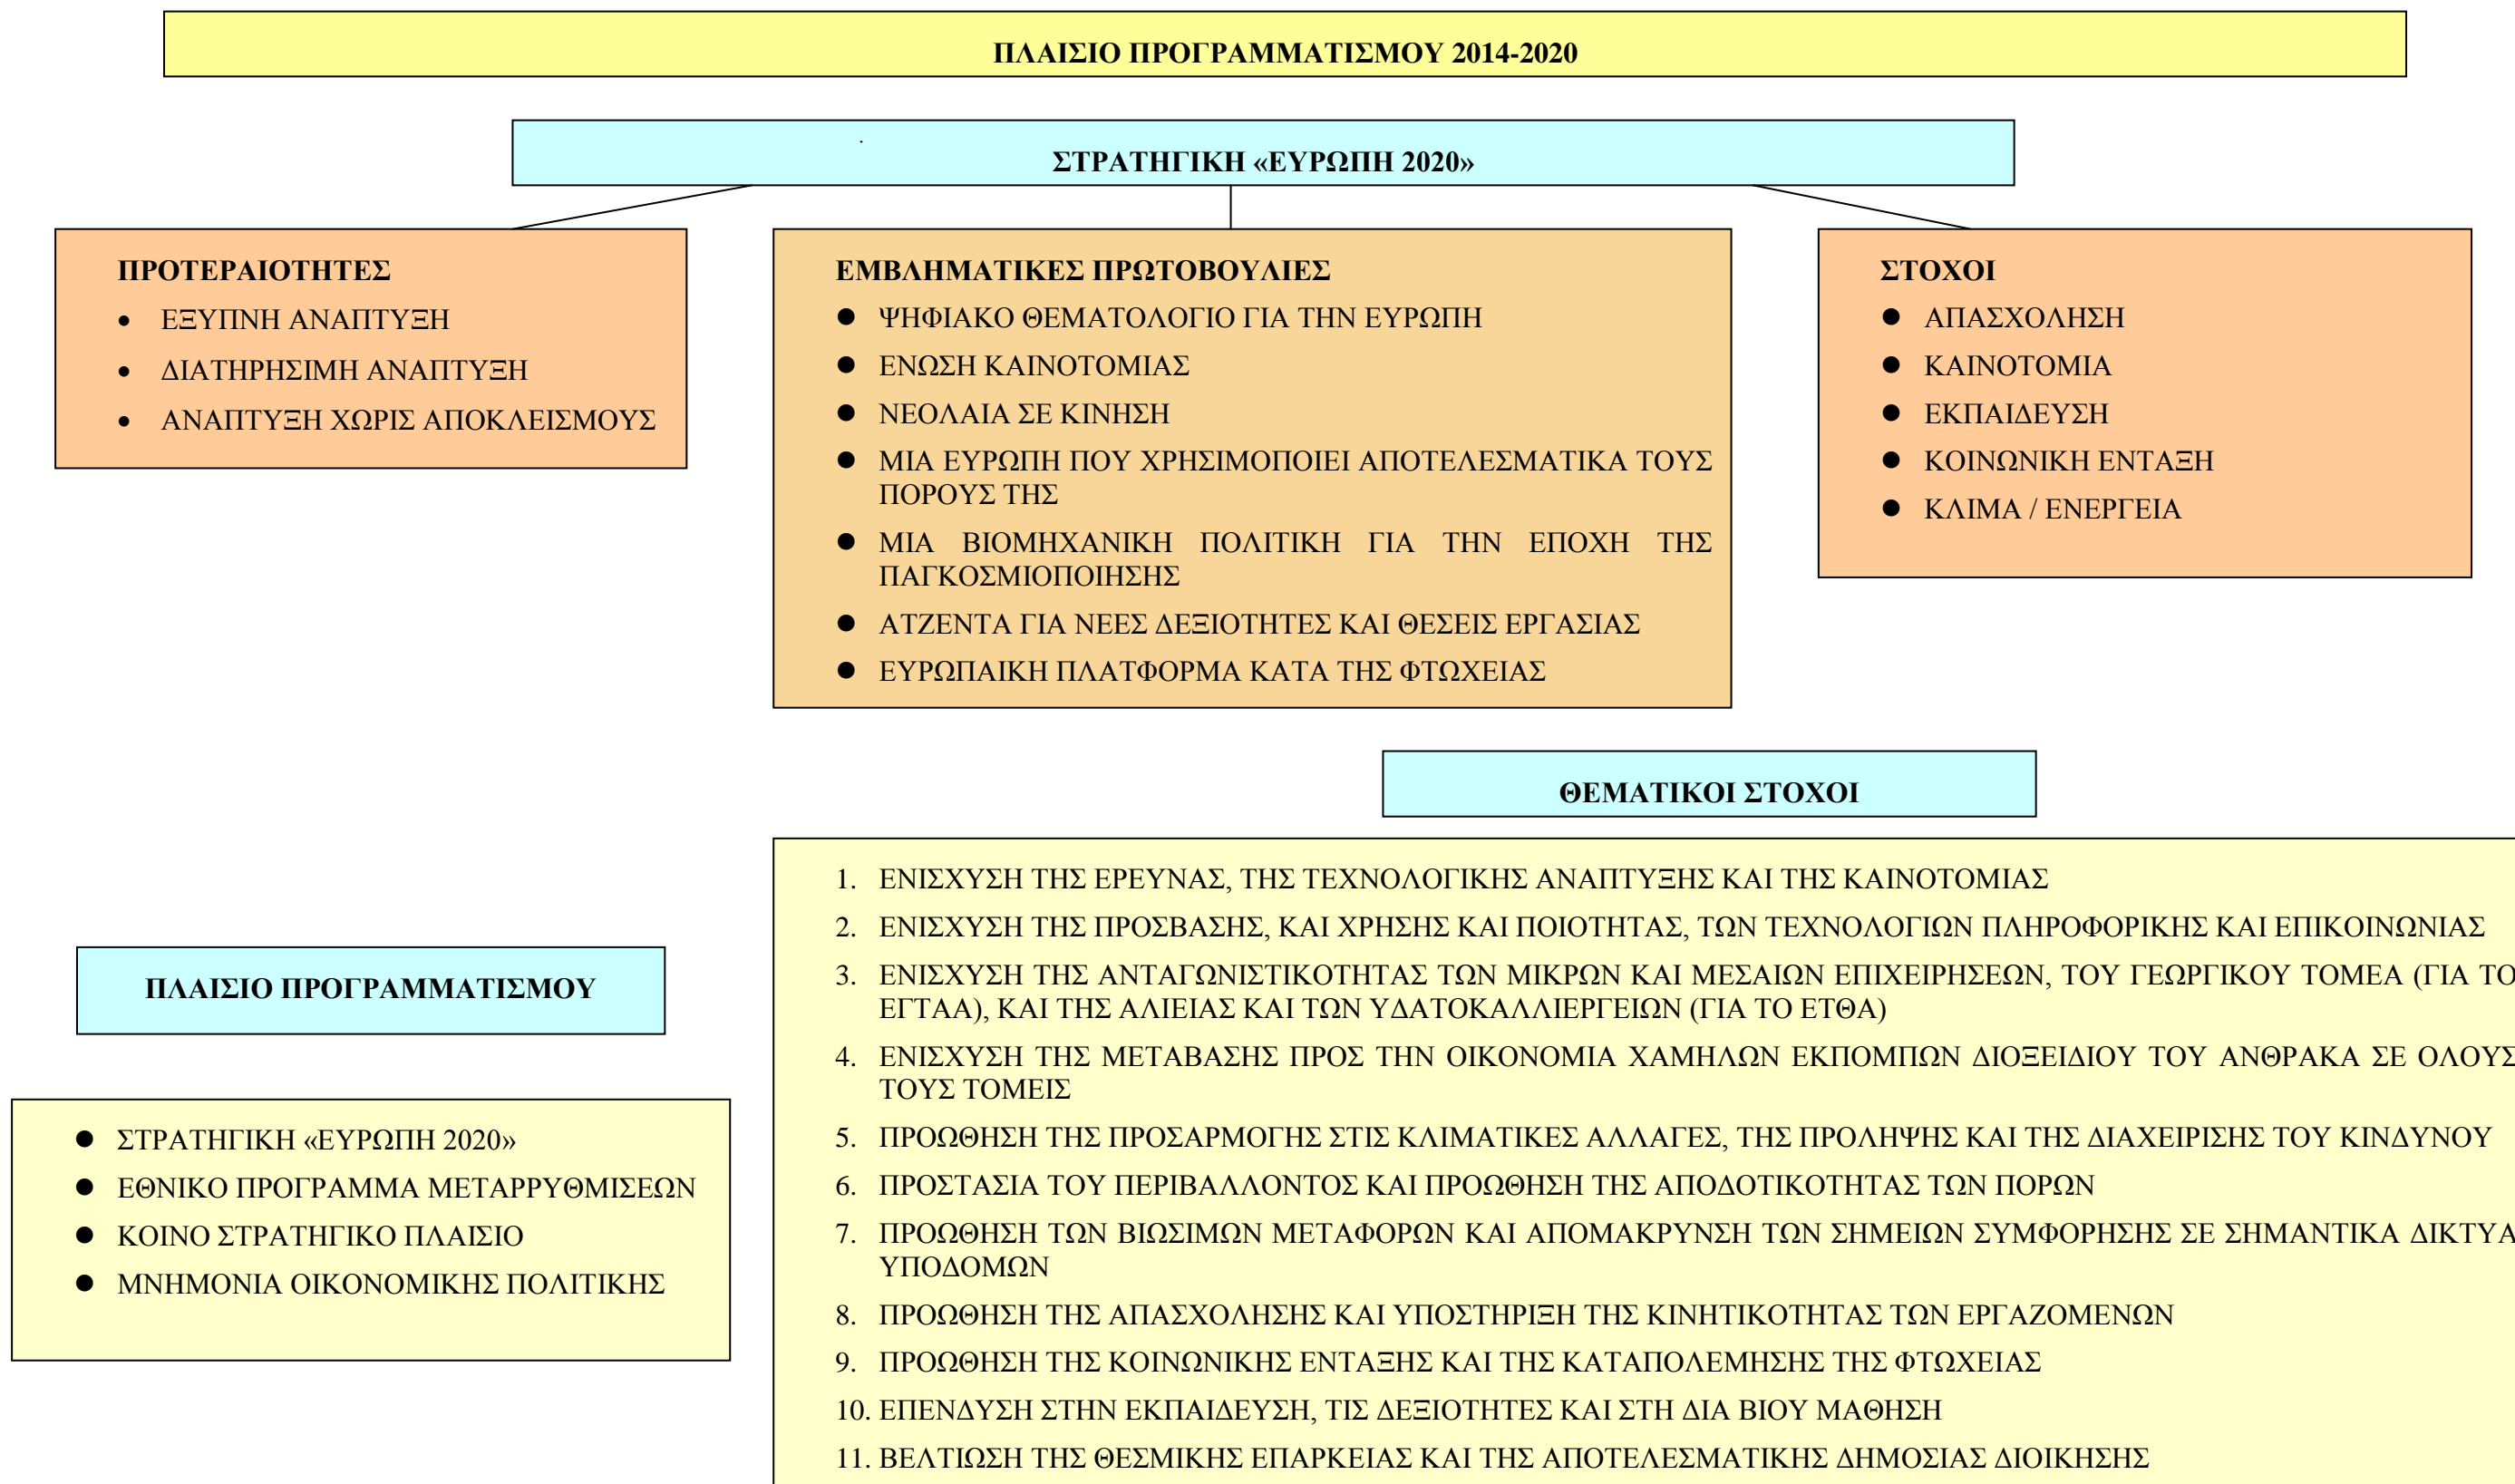 ΠΛΑΙΣΙΟ ΠΡΟΓΡΑΜΜΑΤΙΣΜΟΥ 2014-2020
ΣΤΡΑΤΗΓΙΚΗ «ΕΥΡΩΠΗ 2020»
ΠΡΟΤΕΡΑΙΟΤΗΤΕΣ
• ΕΞΥΠΝΗ ΑΝΑΠΤΥΞΗ
• ΔΙΑΤΗΡΗΣΙΜΗ ΑΝΑΠΤΥΞΗ
• ΑΝΑΠΤΥΞΗ ΧΩΡΙΣ ΑΠΟΚΛΕΙΣΜΟΥΣ
ΕΜΒΛΗΜΑΤΙΚΕΣ ΠΡΩΤΟΒΟΥΛΙΕΣ
● ΨΗΦΙΑΚΟ ΘΕΜΑΤΟΛΟΓΙΟ ΓΙΑ ΤΗΝ ΕΥΡΩΠΗ
● ΕΝΩΣΗ ΚΑΙΝΟΤΟΜΙΑΣ
● ΝΕΟΛΑΙΑ ΣΕ ΚΙΝΗΣΗ
● ΜΙΑ ΕΥΡΩΠΗ ΠΟΥ ΧΡΗΣΙΜΟΠΟΙΕΙ ΑΠΟΤΕΛΕΣΜΑΤΙΚΑ ΤΟΥΣ
ΠΟΡΟΥΣ ΤΗΣ
● ΜΙΑ ΒΙΟΜΗΧΑΝΙΚΗ ΠΟΛΙΤΙΚΗ ΓΙΑ ΤΗΝ ΕΠΟΧΗ ΤΗΣ
ΠΑΓΚΟΣΜΙΟΠΟΙΗΣΗΣ
● ΑΤΖΕΝΤΑ ΓΙΑ ΝΕΕΣ ΔΕΞΙΟΤΗΤΕΣ ΚΑΙ ΘΕΣΕΙΣ ΕΡΓΑΣΙΑΣ
● ΕΥΡΩΠΑΙΚΗ ΠΛΑΤΦΟΡΜΑ ΚΑΤΑ ΤΗΣ ΦΤΩΧΕΙΑΣ
ΣΤΟΧΟΙ
● ΑΠΑΣΧΟΛΗΣΗ
● ΚΑΙΝΟΤΟΜΙΑ
● ΕΚΠΑΙΔΕΥΣΗ
● ΚΟΙΝΩΝΙΚΗ ΕΝΤΑΞΗ
● ΚΛΙΜΑ / ΕΝΕΡΓΕΙΑ
ΠΛΑΙΣΙΟ ΠΡΟΓΡΑΜΜΑΤΙΣΜΟΥ
● ΣΤΡΑΤΗΓΙΚΗ «ΕΥΡΩΠΗ 2020»
● ΕΘΝΙΚΟ ΠΡΟΓΡΑΜΜΑ ΜΕΤΑΡΡΥΘΜΙΣΕΩΝ
● ΚΟΙΝΟ ΣΤΡΑΤΗΓΙΚΟ ΠΛΑΙΣΙΟ
● ΜΝΗΜΟΝΙΑ ΟΙΚΟΝΟΜΙΚΗΣ ΠΟΛΙΤΙΚΗΣ
ΘΕΜΑΤΙΚΟΙ ΣΤΟΧΟΙ
1. ΕΝΙΣΧΥΣΗ ΤΗΣ ΕΡΕΥΝΑΣ, ΤΗΣ ΤΕΧΝΟΛΟΓΙΚΗΣ ΑΝΑΠΤΥΞΗΣ ΚΑΙ ΤΗΣ ΚΑΙΝΟΤΟΜΙΑΣ
2. ΕΝΙΣΧΥΣΗ ΤΗΣ ΠΡΟΣΒΑΣΗΣ, ΚΑΙ ΧΡΗΣΗΣ ΚΑΙ ΠΟΙΟΤΗΤΑΣ, ΤΩΝ ΤΕΧΝΟΛΟΓΙΩΝ ΠΛΗΡΟΦΟΡΙΚΗΣ ΚΑΙ ΕΠΙΚΟΙΝΩΝΙΑΣ
3. ΕΝΙΣΧΥΣΗ ΤΗΣ ΑΝΤΑΓΩΝΙΣΤΙΚΟΤΗΤΑΣ ΤΩΝ ΜΙΚΡΩΝ ΚΑΙ ΜΕΣΑΙΩΝ ΕΠΙΧΕΙΡΗΣΕΩΝ, ΤΟΥ ΓΕΩΡΓΙΚΟΥ ΤΟΜΕΑ (ΓΙΑ ΤΟ
ΕΓΤΑΑ), ΚΑΙ ΤΗΣ ΑΛΙΕΙΑΣ ΚΑΙ ΤΩΝ ΥΔΑΤΟΚΑΛΛΙΕΡΓΕΙΩΝ (ΓΙΑ ΤΟ ΕΤΘΑ)
4. ΕΝΙΣΧΥΣΗ ΤΗΣ ΜΕΤΑΒΑΣΗΣ ΠΡΟΣ ΤΗΝ ΟΙΚΟΝΟΜΙΑ ΧΑΜΗΛΩΝ ΕΚΠΟΜΠΩΝ ΔΙΟΞΕΙΔΙΟΥ ΤΟΥ ΑΝΘΡΑΚΑ ΣΕ ΟΛΟΥΣ
ΤΟΥΣ ΤΟΜΕΙΣ
5. ΠΡΟΩΘΗΣΗ ΤΗΣ ΠΡΟΣΑΡΜΟΓΗΣ ΣΤΙΣ ΚΛΙΜΑΤΙΚΕΣ ΑΛΛΑΓΕΣ, ΤΗΣ ΠΡΟΛΗΨΗΣ ΚΑΙ ΤΗΣ ΔΙΑΧΕΙΡΙΣΗΣ ΤΟΥ ΚΙΝΔΥΝΟΥ
6. ΠΡΟΣΤΑΣΙΑ ΤΟΥ ΠΕΡΙΒΑΛΛΟΝΤΟΣ ΚΑΙ ΠΡΟΩΘΗΣΗ ΤΗΣ ΑΠΟΔΟΤΙΚΟΤΗΤΑΣ ΤΩΝ ΠΟΡΩΝ
7. ΠΡΟΩΘΗΣΗ ΤΩΝ ΒΙΩΣΙΜΩΝ ΜΕΤΑΦΟΡΩΝ ΚΑΙ ΑΠΟΜΑΚΡΥΝΣΗ ΤΩΝ ΣΗΜΕΙΩΝ ΣΥΜΦΟΡΗΣΗΣ ΣΕ ΣΗΜΑΝΤΙΚΑ ΔΙΚΤΥΑ
ΥΠΟΔΟΜΩΝ
8. ΠΡΟΩΘΗΣΗ ΤΗΣ ΑΠΑΣΧΟΛΗΣΗΣ ΚΑΙ ΥΠΟΣΤΗΡΙΞΗ ΤΗΣ ΚΙΝΗΤΙΚΟΤΗΤΑΣ ΤΩΝ ΕΡΓΑΖΟΜΕΝΩΝ
9. ΠΡΟΩΘΗΣΗ ΤΗΣ ΚΟΙΝΩΝΙΚΗΣ ΕΝΤΑΞΗΣ ΚΑΙ ΤΗΣ ΚΑΤΑΠΟΛΕΜΗΣΗΣ ΤΗΣ ΦΤΩΧΕΙΑΣ
10. ΕΠΕΝΔΥΣΗ ΣΤΗΝ ΕΚΠΑΙΔΕΥΣΗ, ΤΙΣ ΔΕΞΙΟΤΗΤΕΣ ΚΑΙ ΣΤΗ ΔΙΑ ΒΙΟΥ ΜΑΘΗΣΗ
11. ΒΕΛΤΙΩΣΗ ΤΗΣ ΘΕΣΜΙΚΗΣ ΕΠΑΡΚΕΙΑΣ ΚΑΙ ΤΗΣ ΑΠΟΤΕΛΕΣΜΑΤΙΚΗΣ ΔΗΜΟΣΙΑΣ ΔΙΟΙΚΗΣΗΣ